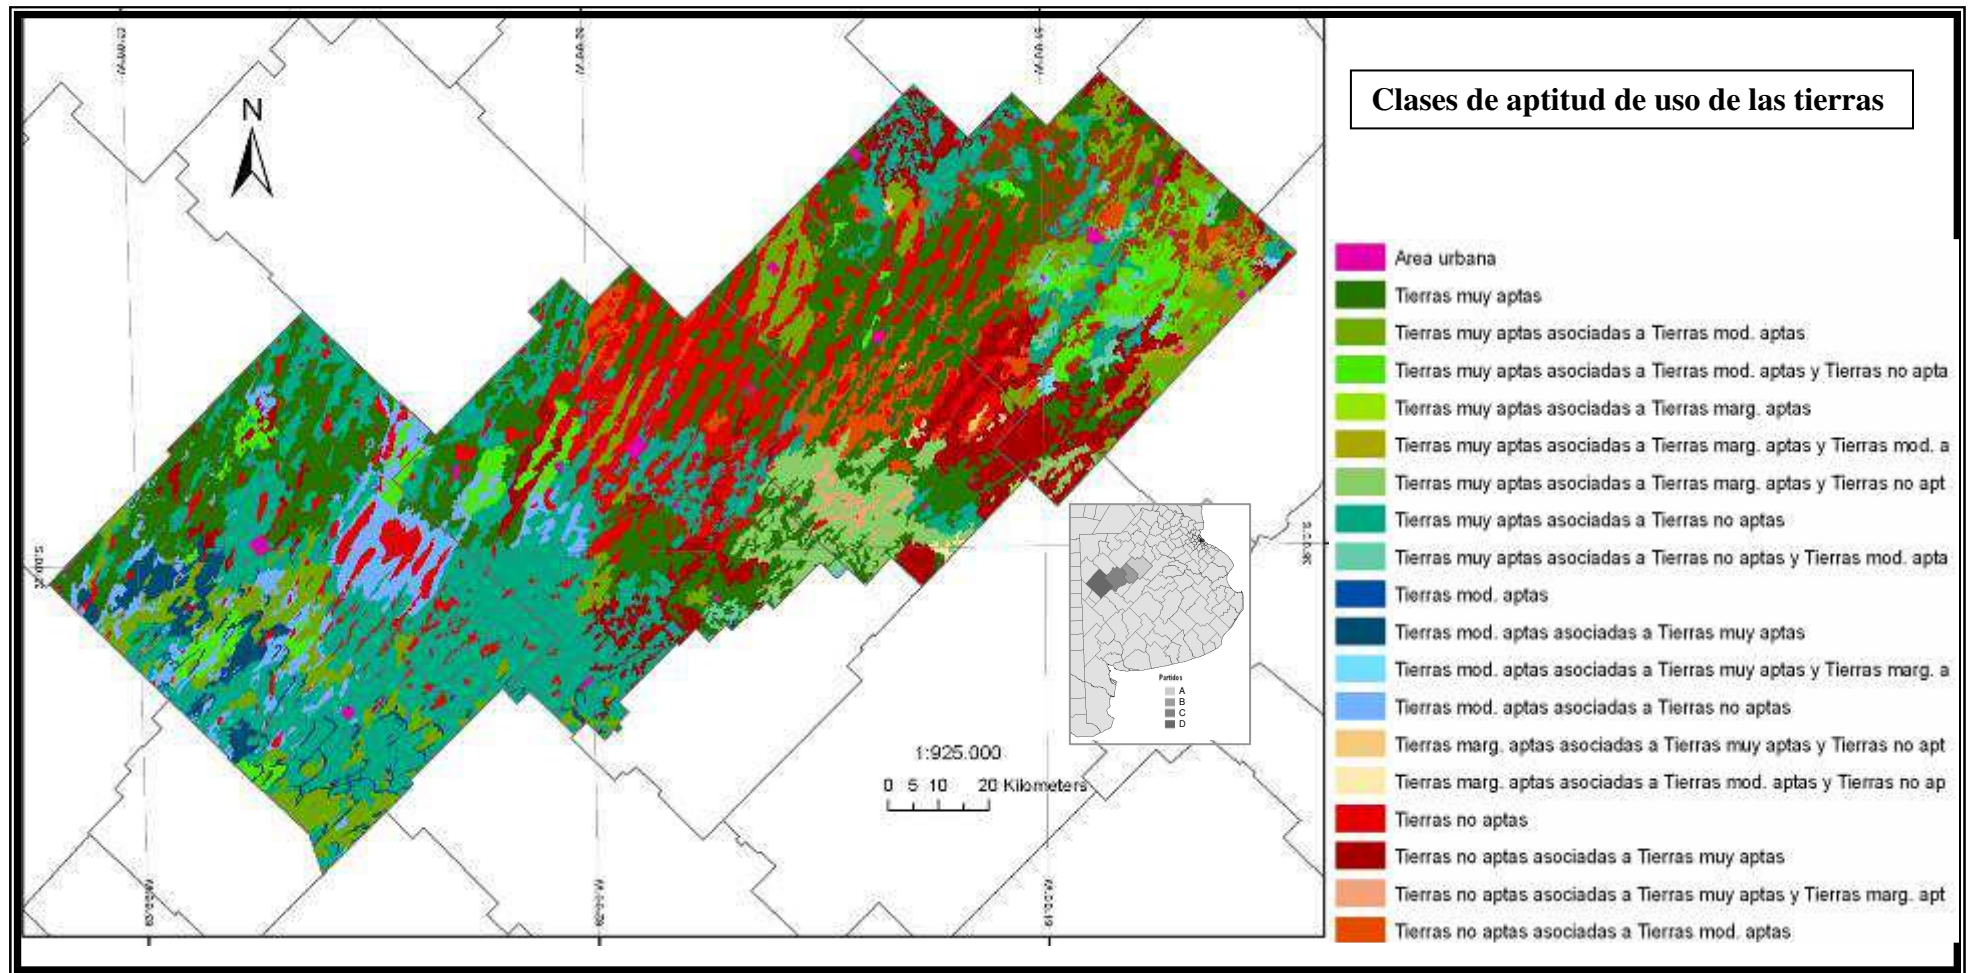 Clases de aptitud de uso de las tierras
N
Area urbana
Tierras muy aptas
Tierras muy aptas asociadas a Tierras mod. aptas
Tierras muy aptas asociadas a Tierras mod. aptas y Tierras no apta
Tierras muy aptas asociadas a Tierras marg. aptas
Tierras muy aptas asociadas a Tierras marg. aptas y Tierras mod. a
Tierras muy aptas asociadas a Tierras marg. aptas y Tierras no apt
Tierras muy aptas asociadas a Tierras no aptas
Tierras muy aptas asociadas a Tierras no aptas y Tierras mod. apta
Tierras mod. aptas
Tierras mod. aptas asociadas a Tierras muy aptas
Tierras mod. aptas asociadas a Tierras muy aptas y Tierras marg. a
Tierras mod. aptas asociadas a Tierras no aptas
Tierras marg. aptas asociadas a Tierras muy aptas y Tierras no apt
Tierras marg. aptas asociadas a Tierras mod. aptas y Tierras no ap
Tierras no aptas
Tierras no aptas asociadas a Tierras muy aptas
Tierras no aptas asociadas a Tierras muy aptas y Tierras marg. apt
Tierras no aptas asociadas a Tierras mod. aptas
Partidos
A
B
C
D
1:925.000
0 5 10 20 Kilometers